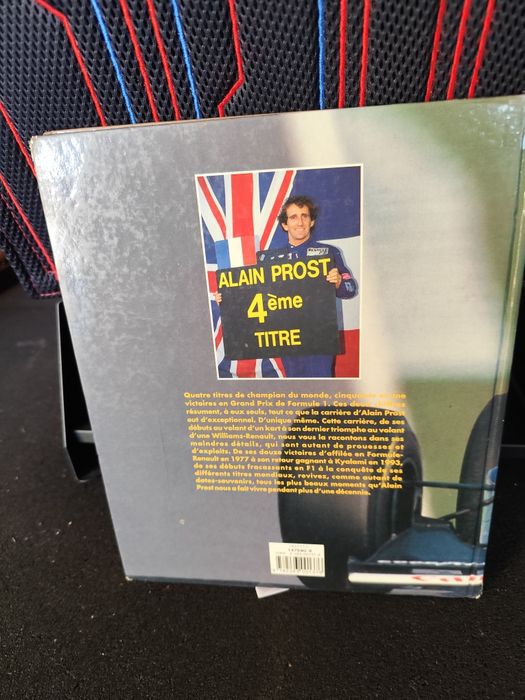 ALAIN PROST
4ème
TITRE
Quatre titres de champion du monde,
victoires en Grand Prix de Formule 1. Ces
résument, à eux seuls, tout ce que la carrière d'Alain Prost
eut d'exceptionnel. D'unique même. Cette carrière, de ses
débuts au volant d'un kart à son dernier triomphe au volant
d'une Williams-Renault, nous vous la racontons dans ses
moindres détails, qui sont autant de prouesses et
d'exploits. De ses douze victoires d'affilée en Formule-
Renault en 1977 à son retour gagnant à Kyalami en 1993,
de ses débuts fracassants en F1 à la conquête de ses
différents titres mondiaux, revivez, comme autant de
dates-souvenirs, tous les plus beaux moments qu'Alain
Prost nous a fait vivre pendant plus d'une décennie.